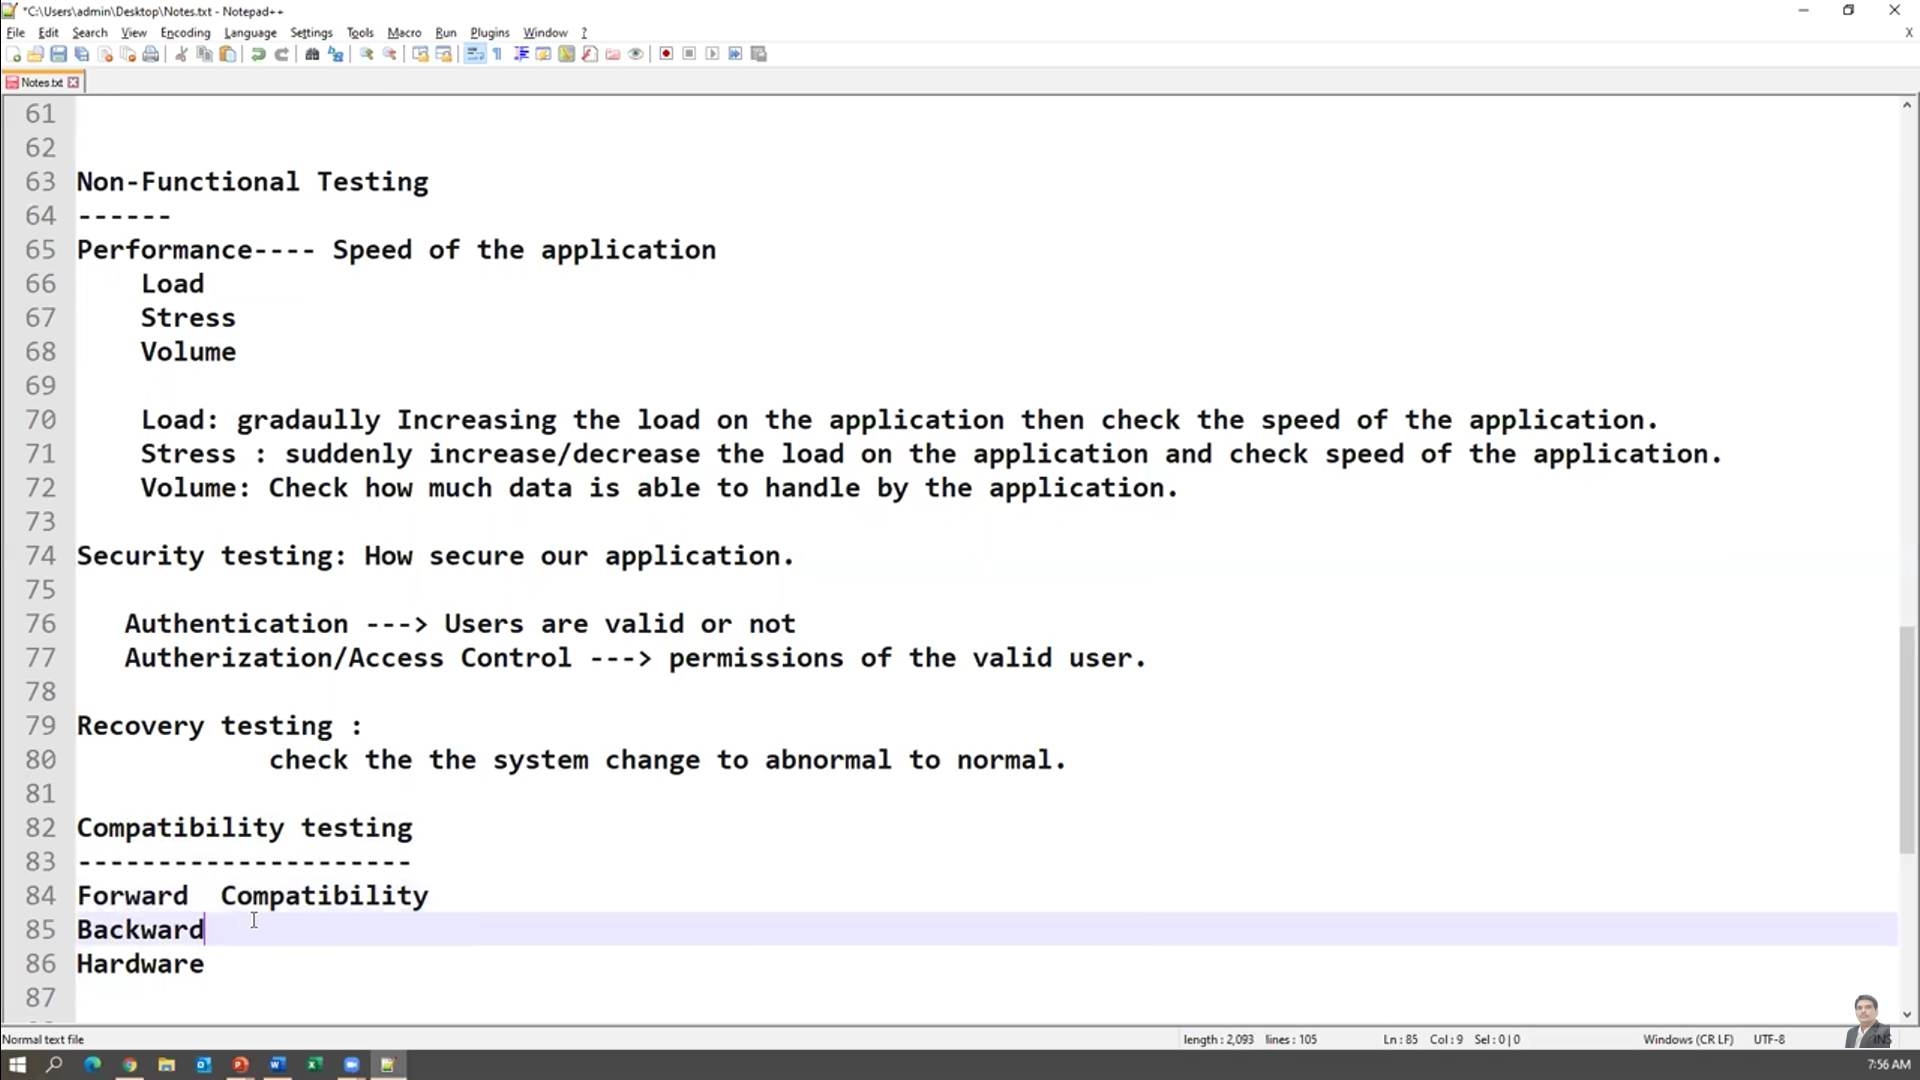 *C:\Users\admin\Desktop\Notes.txt - Notepad++
File Edit Search View Encoding Language Settings Tools Macro Run Plugins Window ? X
Notes.txt
61
62
63 Non-Functional Testing
64 ------
65 Performance---- Speed of the application
66 Load
67 Stress
68 Volume
69
70 Load: gradaully Increasing the load on the application then check the speed of the application.
71 Stress : suddenly increase/decrease the load on the application and check speed of the application.
72 Volume: Check how much data is able to handle by the application.
73
74 Security testing: How secure our application.
75
76 Authentication ---> Users are valid or not
77 Autherization/Access Control ---> permissions of the valid user.
78
79 Recovery testing :
80 check the the system change to abnormal to normal.
81
82 Compatibility testing
83 ---------------------
84 Forward  Compatibility
85 Backward
86 Hardware
87
Normal text file length : 2,093 lines : 105 Ln : 85 Col : 9 Sel : 0 | 0 Windows (CR LF) UTF-8 INS
7:56 AM